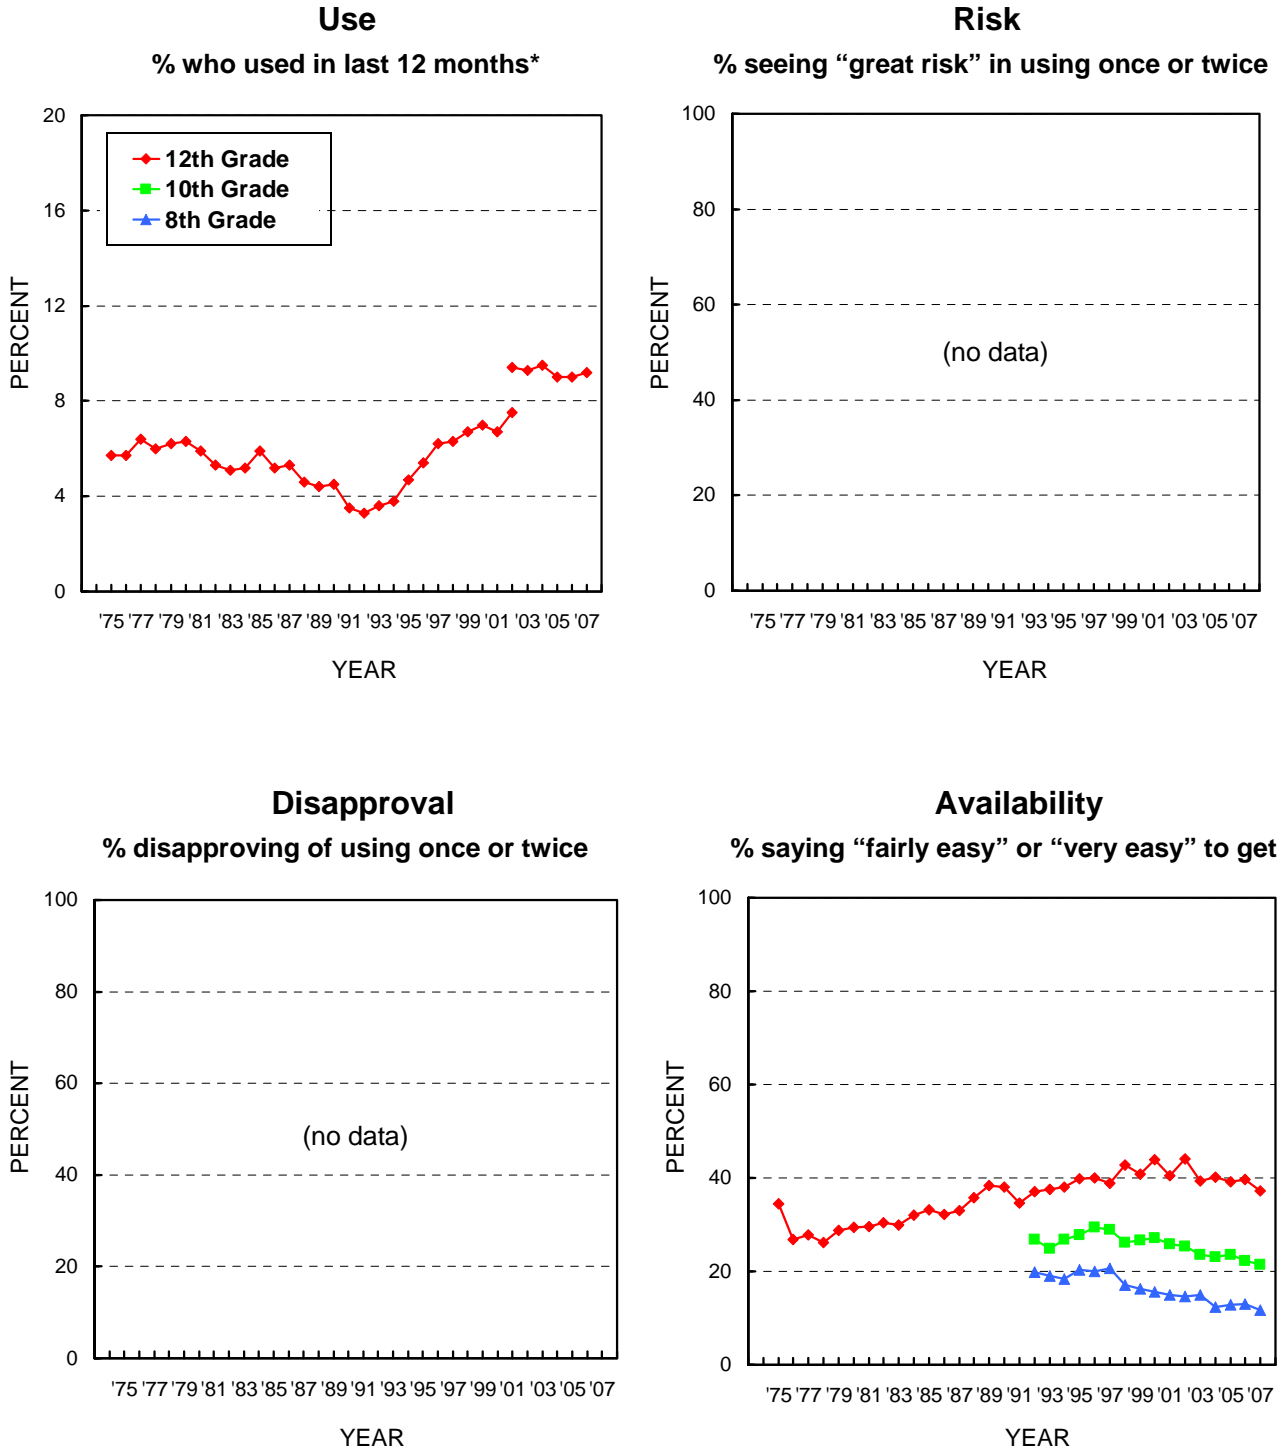 Use
% who used in last 12 months*
20
16
12
8
4
0
PERCENT
12th Grade
10th Grade
8th Grade
'75 '77 '79 '81 '83 '85 '87 '89 '91 '93 '95 '97 '99 '01 '03 '05 '07
YEAR
Risk
% seeing “great risk” in using once or twice
100
80
60
40
20
0
PERCENT
(no data)
'75 '77 '79 '81 '83 '85 '87 '89 '91 '93 '95 '97 '99 '01 '03 '05 '07
YEAR
Disapproval
% disapproving of using once or twice
100
80
60
40
20
0
PERCENT
(no data)
'75 '77 '79 '81 '83 '85 '87 '89 '91 '93 '95 '97 '99 '01 '03 '05 '07
YEAR
Availability
% saying “fairly easy” or “very easy” to get
100
80
60
40
20
0
PERCENT
'75 '77 '79 '81 '83 '85 '87 '89 '91 '93 '95 '97 '99 '01 '03 '05 '07
YEAR